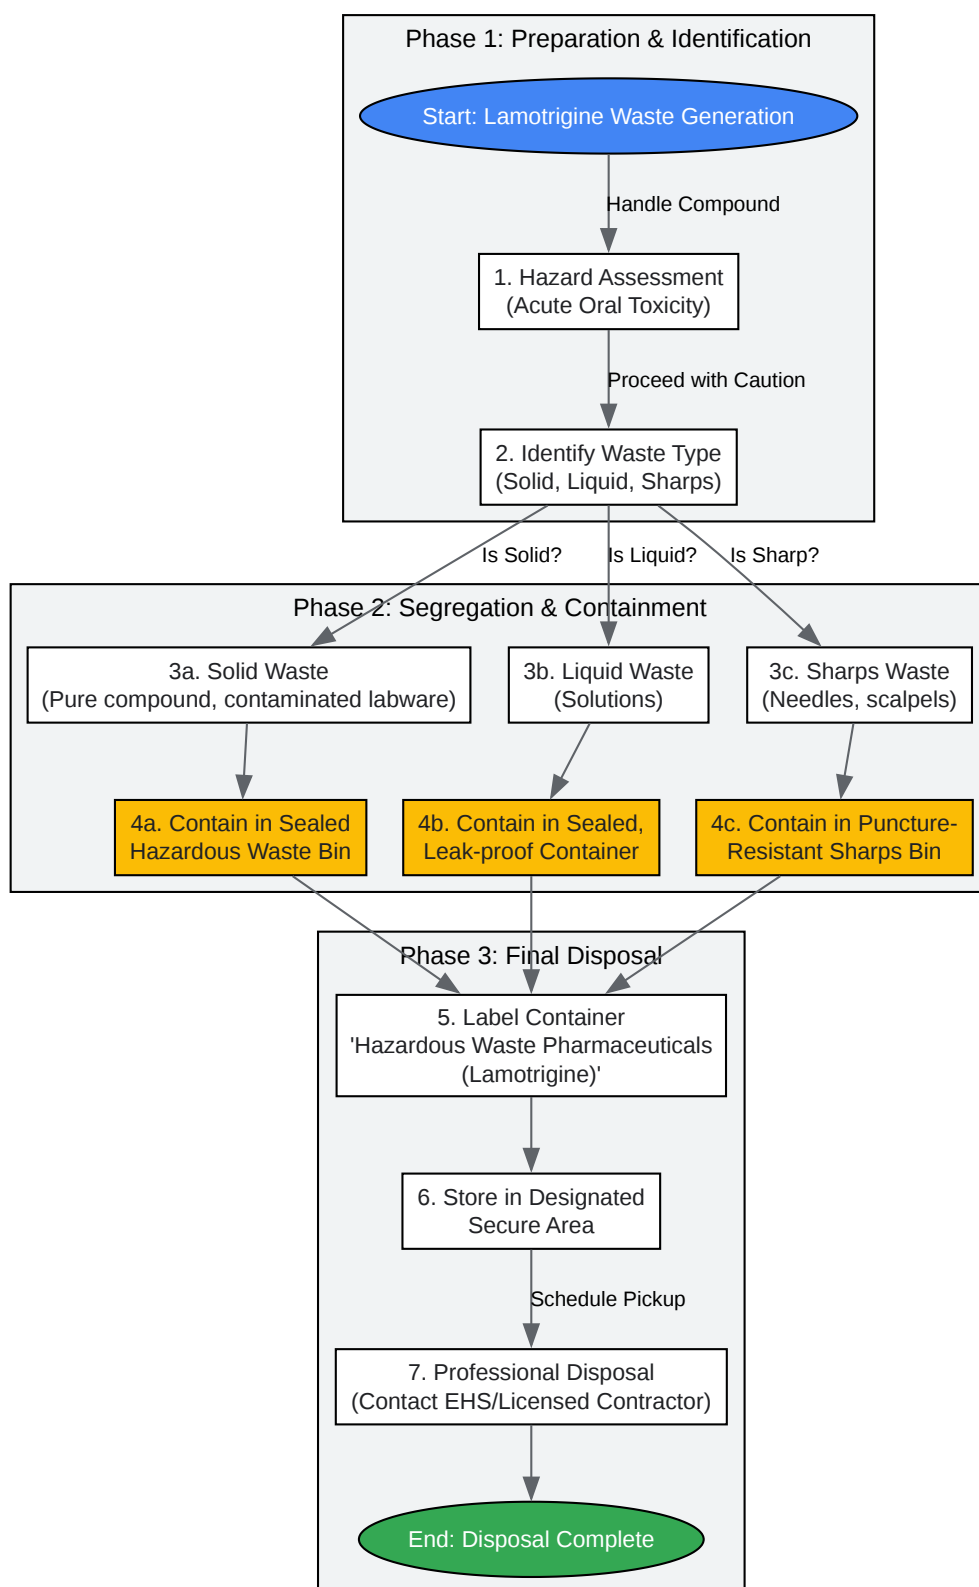 Phase 1: Preparation & Identification
Start: Lamotrigine Waste Generation
Handle Compound
1. Hazard Assessment
(Acute Oral Toxicity)
Proceed with Caution
2. Identify Waste Type
(Solid, Liquid, Sharps)
Is Solid?
Is Liquid?
Is Sharp?
Phase 2: Segregation & Containment
3a. Solid Waste
(Pure compound, contaminated labware)
3b. Liquid Waste
(Solutions)
3c. Sharps Waste
(Needles, scalpels)
4a. Contain in Sealed
Hazardous Waste Bin
4b. Contain in Sealed,
Leak-proof Container
4c. Contain in Puncture-
Resistant Sharps Bin
Phase 3: Final Disposal
5. Label Container
'Hazardous Waste Pharmaceuticals
(Lamotrigine)'
6. Store in Designated
Secure Area
Schedule Pickup
7. Professional Disposal
(Contact EHS/Licensed Contractor)
End: Disposal Complete